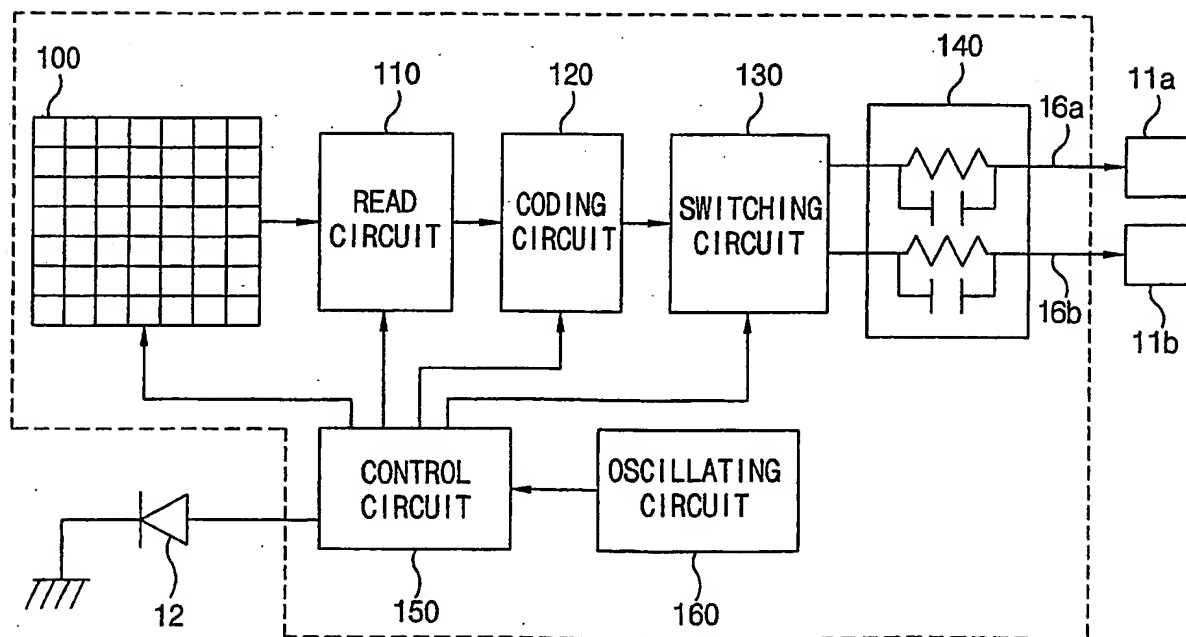 100
110
120
130
140
11a
16a
READ
CIRCUIT
CODING
CIRCUIT
SWITCHING
CIRCUIT
16b
11b
CONTROL
CIRCUIT
OSCILLATING
CIRCUIT
12
150
160